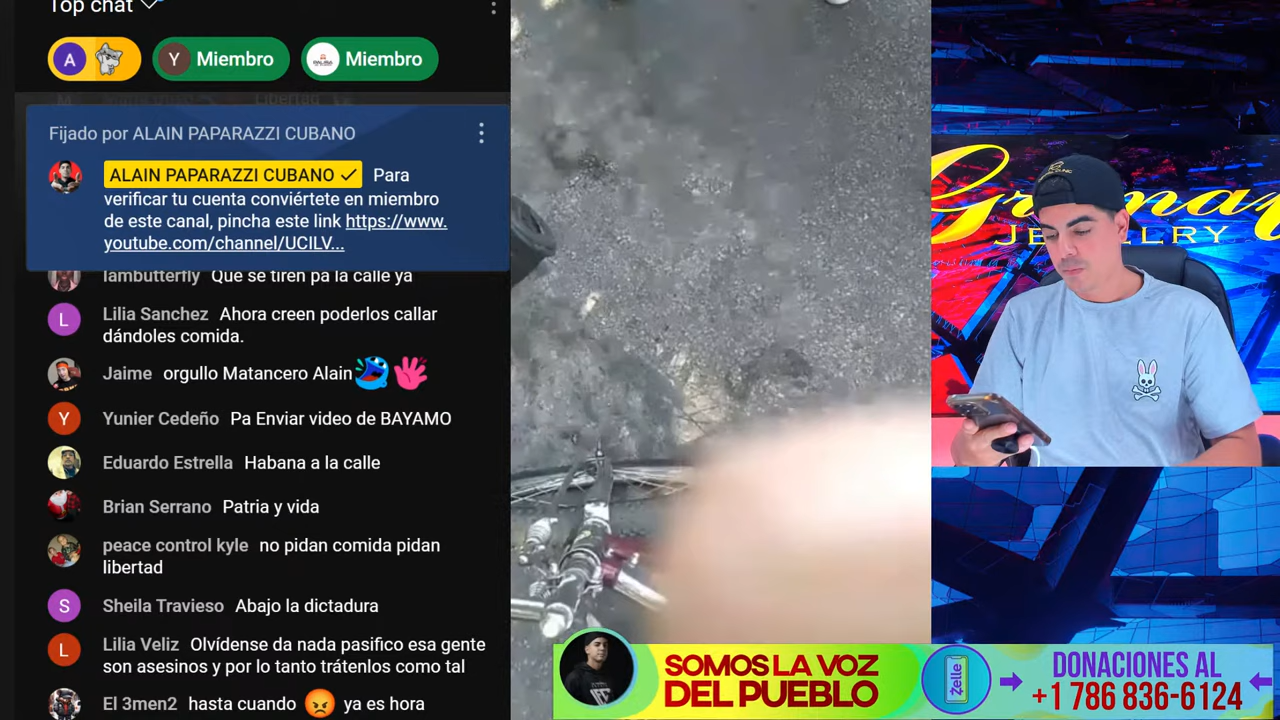 Top chat
A
Y Miembro
Miembro
Fijado por ALAIN PAPARAZZI CUBANO
ALAIN PAPARAZZI CUBANO Para
verificar tu cuenta conviértete en miembro
de este canal, pincha este link https://www.
youtube.com/channel/UCILV...
Iambutterfly Que se tiren pa la calle ya
L Lilia Sanchez Ahora creen poderlos callar
dándoles comida.
Jaime orgullo Matancero Alain
Y Yunier Cedeño Pa Enviar video de BAYAMO
Eduardo Estrella Habana a la calle
Brian Serrano Patria y vida
peace control kyle no pidan comida pidan
libertad
S Sheila Travieso Abajo la dictadura
L Lilia Veliz Olvídense da nada pasifico esa gente
son asesinos y por lo tanto trátenlos como tal
El 3men2 hasta cuando ya es hora
JEWELRY
SOMOS LA VOZ
DEL PUEBLO
Zelle
DONACIONES AL
+1 786 836-6124